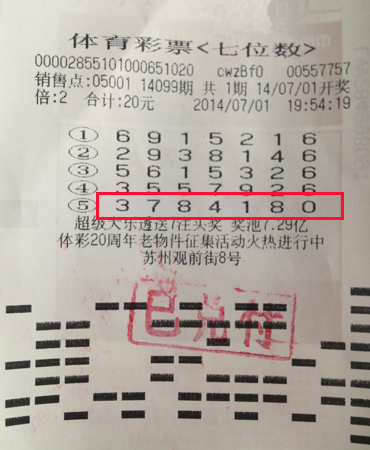 体育彩票<七位数>
00002855101000651020 cwzBf0 00557757
销售点:05001 14099期 共 1期 14/07/01开奖
倍:2 合计:20元 2014/07/01 19:54:19
① 6 9 1 5 2 1 6
② 2 9 3 8 1 4 6
③ 5 6 1 5 3 2 6
④ 3 5 5 7 9 2 6
⑤ 3 7 8 4 1 8 0
超级大乐透送7注头奖 奖池7.29亿
体彩20周年老物件征集活动火热进行中
苏州观前街8号
已兑付